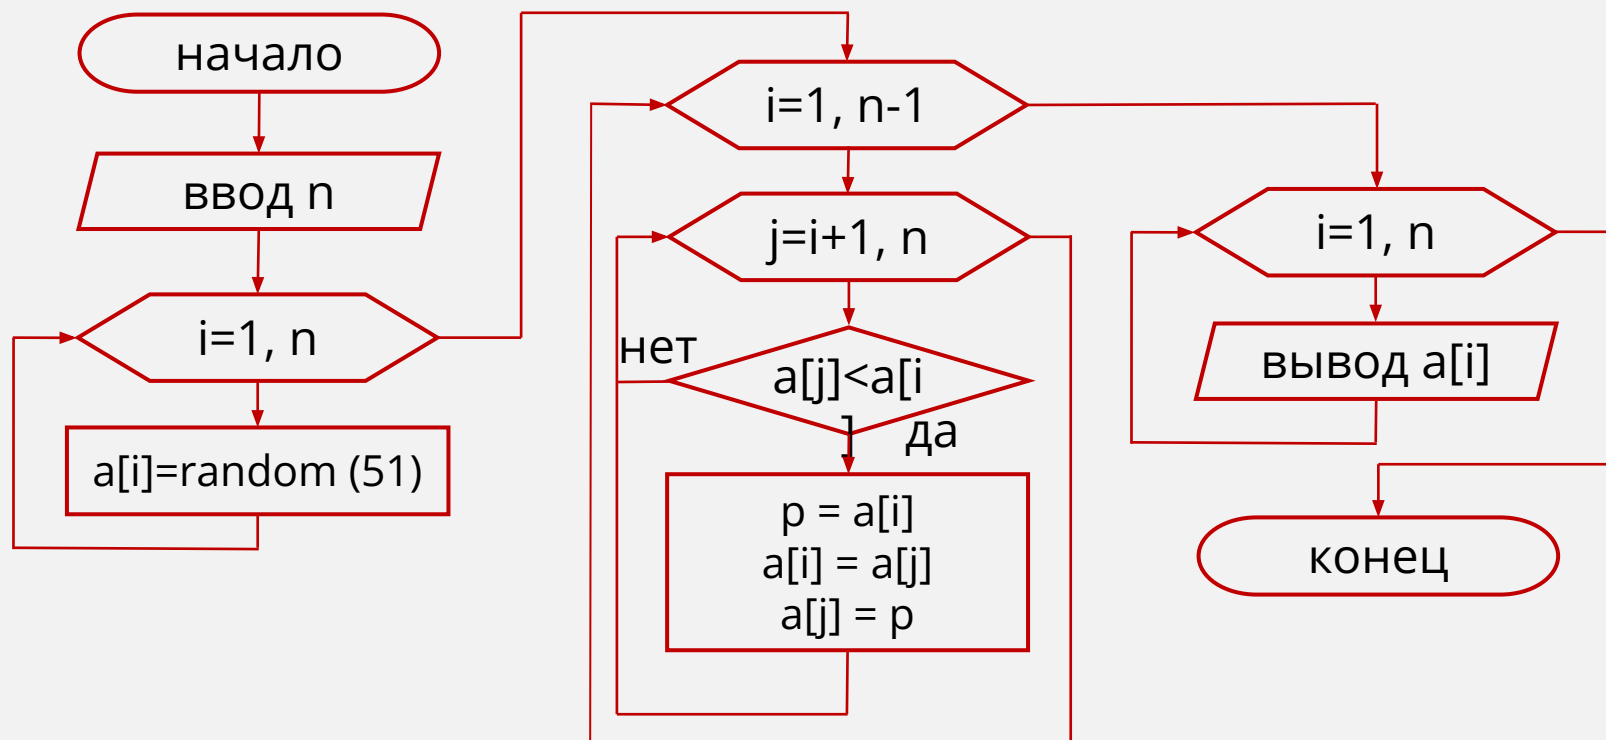 начало
ввод n
i=1, n
a[i]=random (51)
i=1, n-1
j=i+1, n
нет
a[j]<a[i
]
да
p = a[i]
a[i] = a[j]
a[j] = p
i=1, n
вывод a[i]
конец